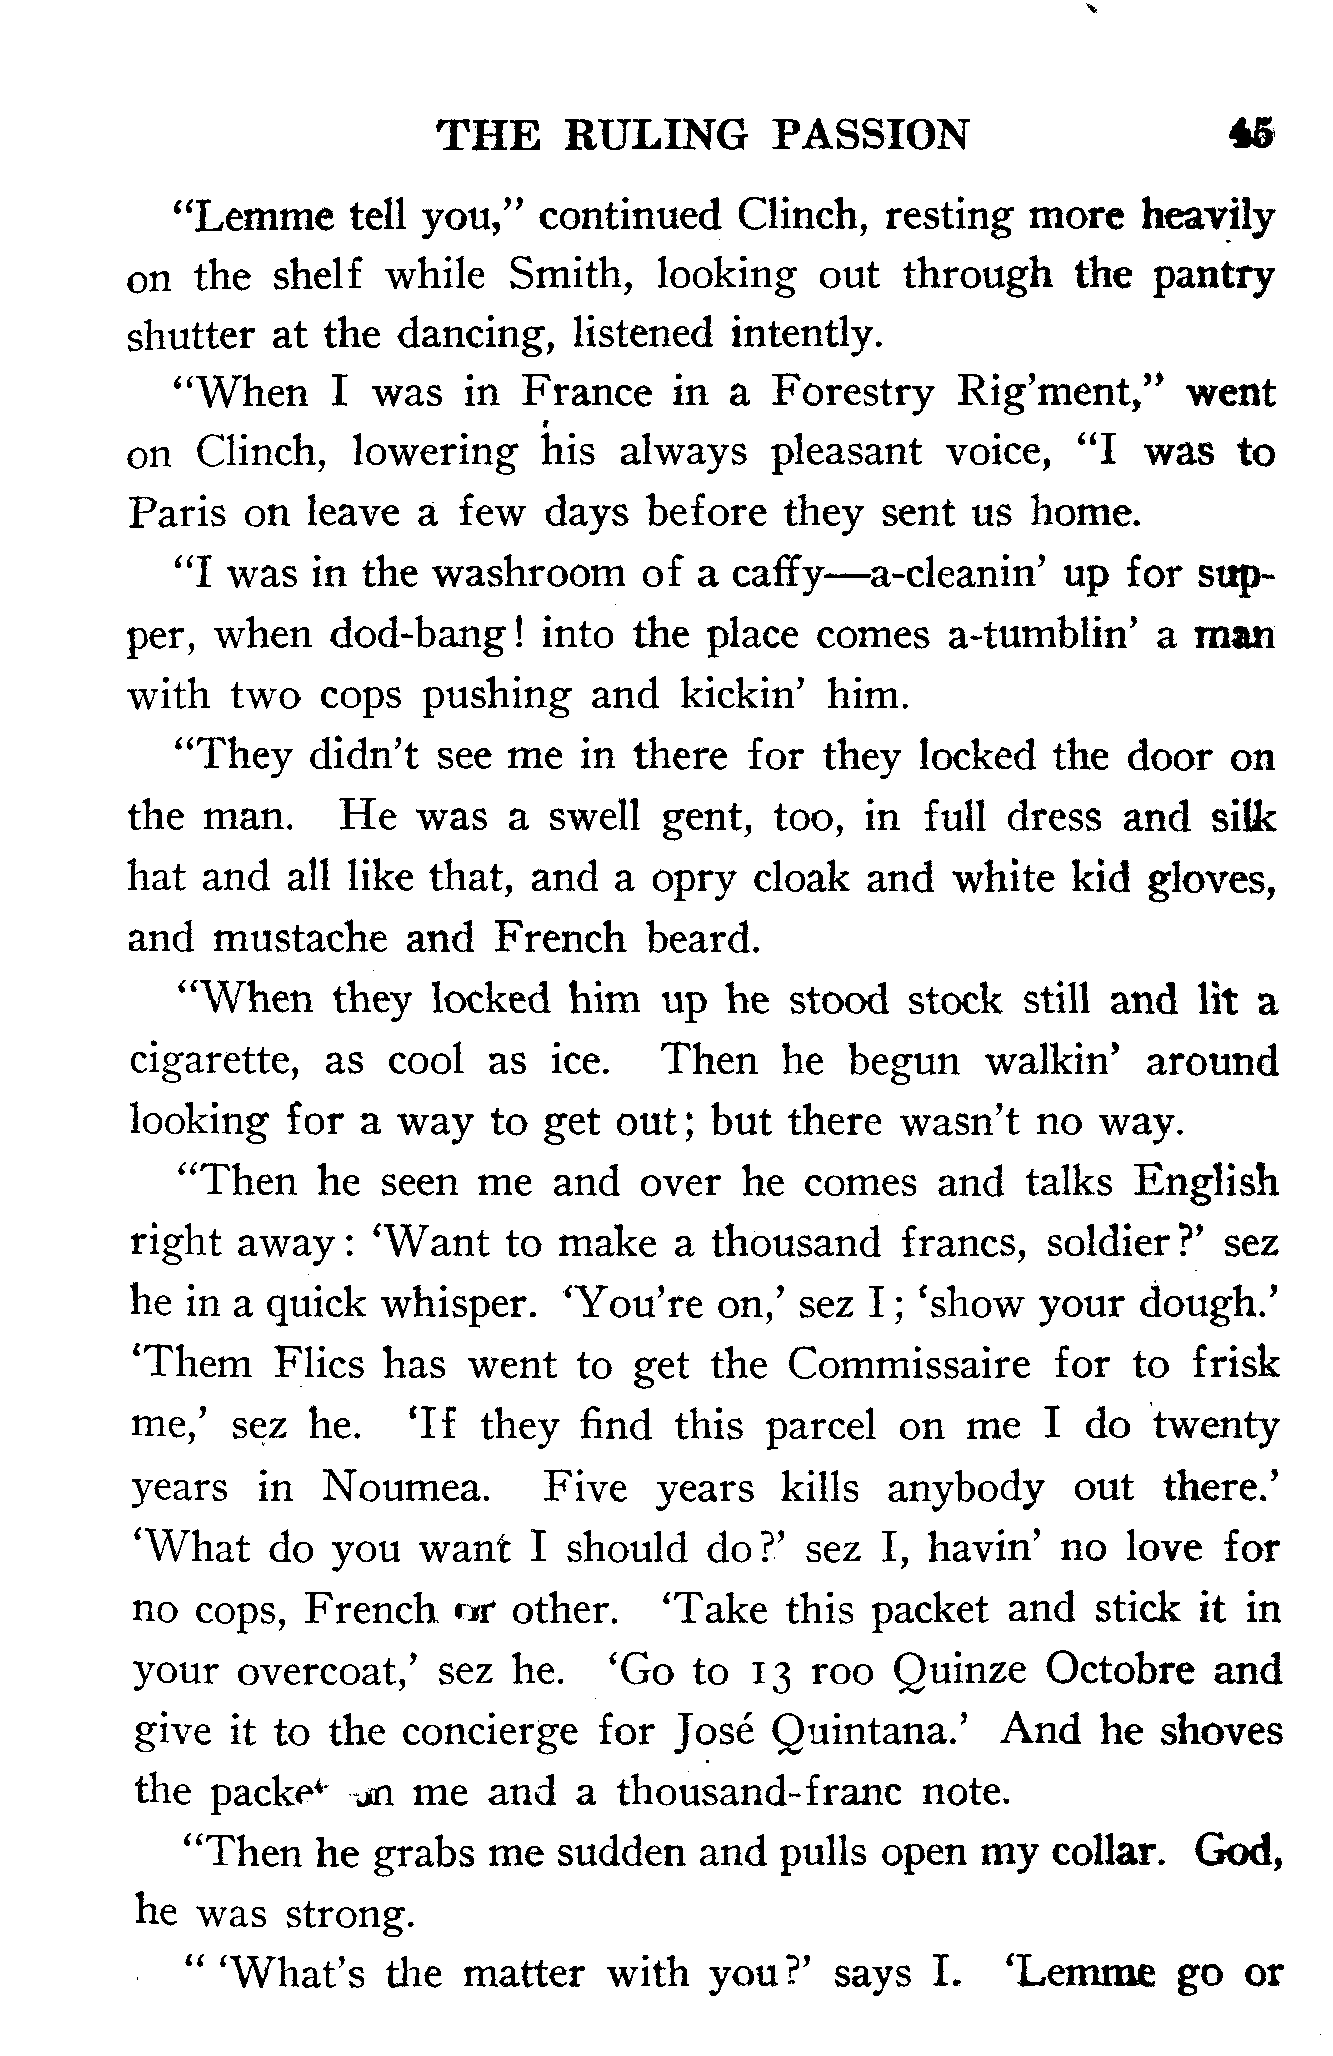 THE RULING PASSION 45
“Lemme tell you,” continued Clinch, resting more heavily
on the shelf while Smith, looking out through the pantry
shutter at the dancing, listened intently.
“When I was in France in a Forestry Rig’ment,” went
on Clinch, lowering his always pleasant voice, “I was to
Paris on leave a few days before they sent us home.
“I was in the washroom of a caffy—a-cleanin’ up for sup-
per, when dod-bang! into the place comes a-tumblin’ a man
with two cops pushing and kickin’ him.
“They didn’t see me in there for they locked the door on
the man. He was a swell gent, too, in full dress and silk
hat and all like that, and a opry cloak and white kid gloves,
and mustache and French beard.
“When they locked him up he stood stock still and lit a
cigarette, as cool as ice. Then he begun walkin’ around
looking for a way to get out; but there wasn’t no way.
“Then he seen me and over he comes and talks English
right away: ‘Want to make a thousand francs, soldier?’ sez
he in a quick whisper. ‘You’re on,’ sez I; ‘show your dough.’
‘Them Flics has went to get the Commissaire for to frisk
me,’ sez he. ‘If they find this parcel on me I do twenty
years in Noumea. Five years kills anybody out there.’
‘What do you want I should do?’ sez I, havin’ no love for
no cops, French or other. ‘Take this packet and stick it in
your overcoat,’ sez he. ‘Go to 13 roo Quinze Octobre and
give it to the concierge for José Quintana.’ And he shoves
the packet on me and a thousand-franc note.
“Then he grabs me sudden and pulls open my collar. God,
he was strong.
“ ‘What’s the matter with you?’ says I. ‘Lemme go or